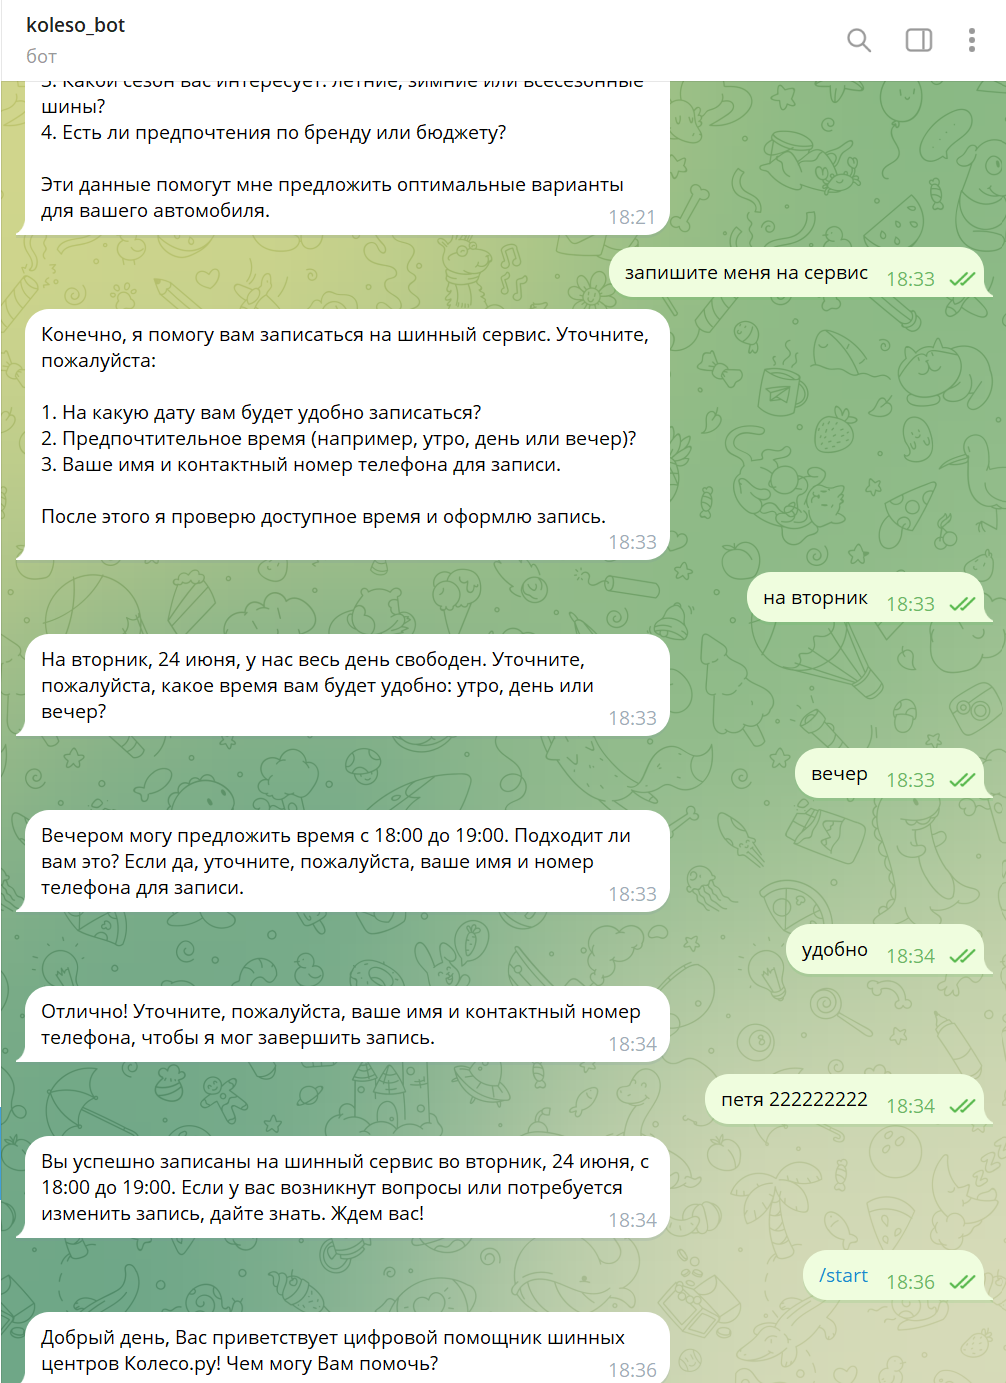 koleso_bot
бот
3. Какой сезон вас интересует: летние, зимние или всесезонные
шины?
4. Есть ли предпочтения по бренду или бюджету?
Эти данные помогут мне предложить оптимальные варианты
для вашего автомобиля.
18:21
запишите меня на сервис 18:33
Конечно, я помогу вам записаться на шинный сервис. Уточните,
пожалуйста:
1. На какую дату вам будет удобно записаться?
2. Предпочтительное время (например, утро, день или вечер)?
3. Ваше имя и контактный номер телефона для записи.
После этого я проверю доступное время и оформлю запись.
18:33
на вторник 18:33
На вторник, 24 июня, у нас весь день свободен. Уточните,
пожалуйста, какое время вам будет удобно: утро, день или
вечер?
18:33
вечер 18:33
Вечером могу предложить время с 18:00 до 19:00. Подходит ли
вам это? Если да, уточните, пожалуйста, ваше имя и номер
телефона для записи.
18:33
удобно 18:34
Отлично! Уточните, пожалуйста, ваше имя и контактный номер
телефона, чтобы я мог завершить запись.
18:34
петя 222222222 18:34
Вы успешно записаны на шинный сервис во вторник, 24 июня, с
18:00 до 19:00. Если у вас возникнут вопросы или потребуется
изменить запись, дайте знать. Ждем вас!
18:34
/start 18:36
Добрый день, Вас приветствует цифровой помощник шинных
центров Колесо.ру! Чем могу Вам помочь?
18:36